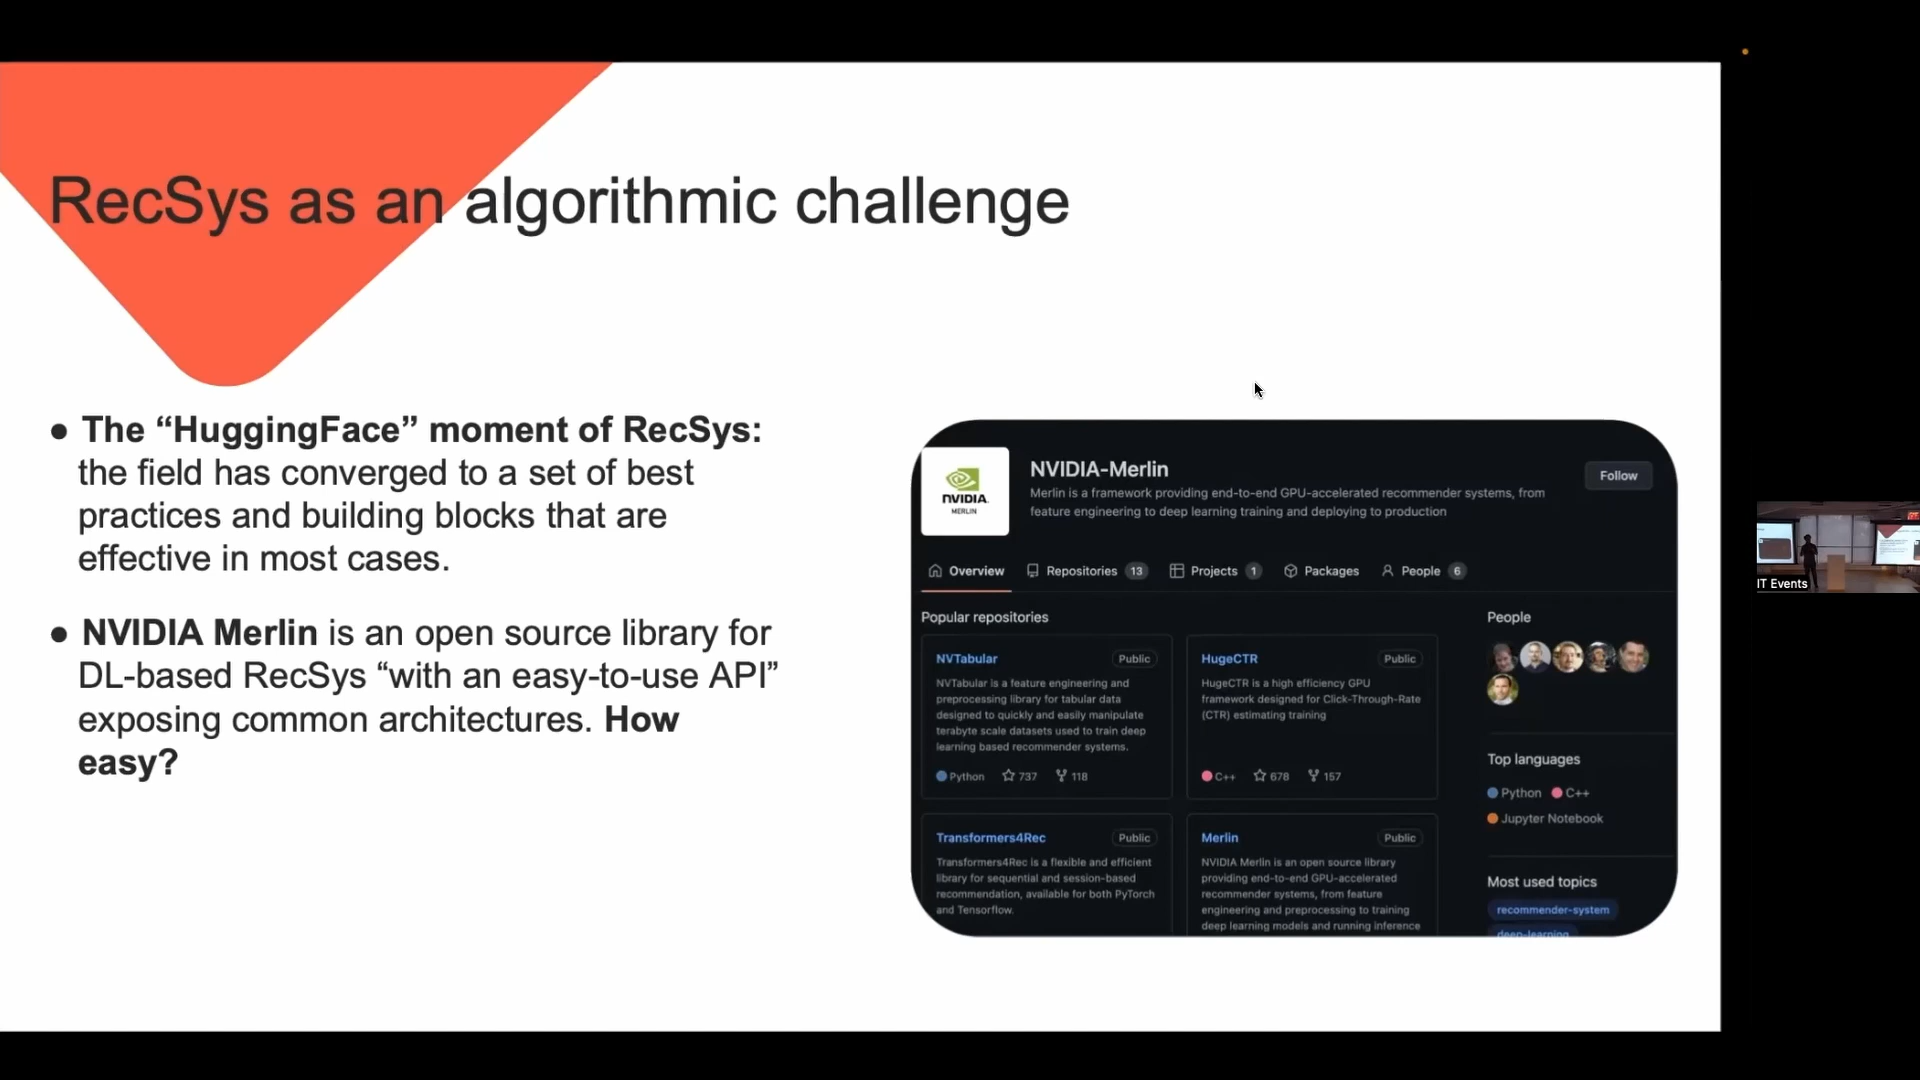 RecSys as an algorithmic challenge
● The “HuggingFace” moment of RecSys:
the field has converged to a set of best
practices and building blocks that are
effective in most cases.
● NVIDIA Merlin is an open source library for
DL-based RecSys “with an easy-to-use API”
exposing common architectures. How
easy?
NVIDIA.
MERLIN
NVIDIA-Merlin
Merlin is a framework providing end-to-end GPU-accelerated recommender systems, from
feature engineering to deep learning training and deploying to production
Follow
Overview Repositories 13 Projects 1 Packages People 6
Popular repositories
NVTabular Public
NVTabular is a feature engineering and
preprocessing library for tabular data
designed to quickly and easily manipulate
terabyte scale datasets used to train deep
learning based recommender systems.
Python 737 118
HugeCTR Public
HugeCTR is a high efficiency GPU
framework designed for Click-Through-Rate
(CTR) estimating training
C++ 678 157
Transformers4Rec Public
Transformers4Rec is a flexible and efficient
library for sequential and session-based
recommendation, available for both PyTorch
and Tensorflow.
Merlin Public
NVIDIA Merlin is an open source library
providing end-to-end GPU-accelerated
recommender systems, from feature
engineering and preprocessing to training
deep learning models and running inference
People
Top languages
Python C++
Jupyter Notebook
Most used topics
recommender-system
deep-learning
IT Events